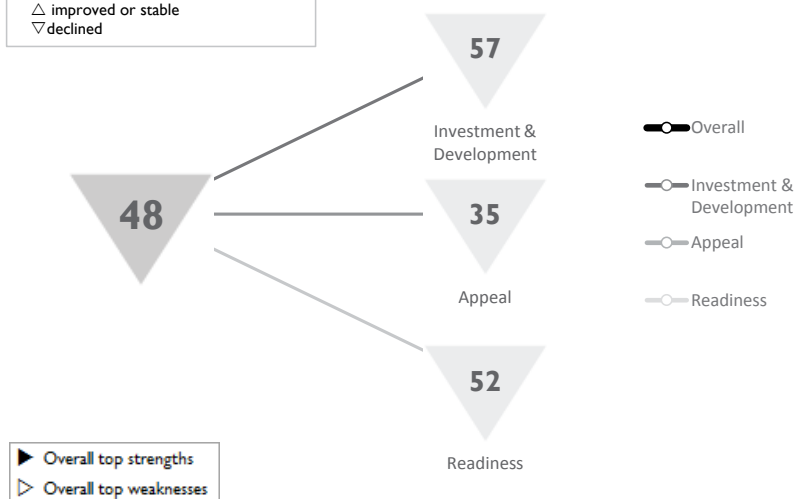 △ improved or stable
▽ declined
57
Investment &
Development
48
35
Appeal
52
Readiness
Overall
Investment &
Development
Appeal
Readiness
▶ Overall top strengths
▷ Overall top weaknesses